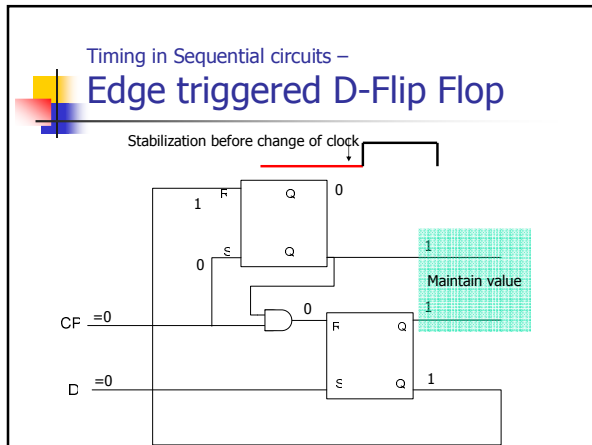 Timing in Sequential circuits –
Edge triggered D-Flip Flop
Stabilization before change of clock
R Q 0
1
S Q
0
1
Maintain value
CP =0
0
1
R Q
D =0
S Q 1